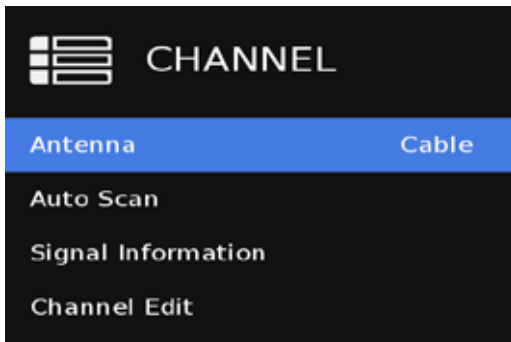 CHANNEL
Antenna Cable
Auto Scan
Signal Information
Channel Edit